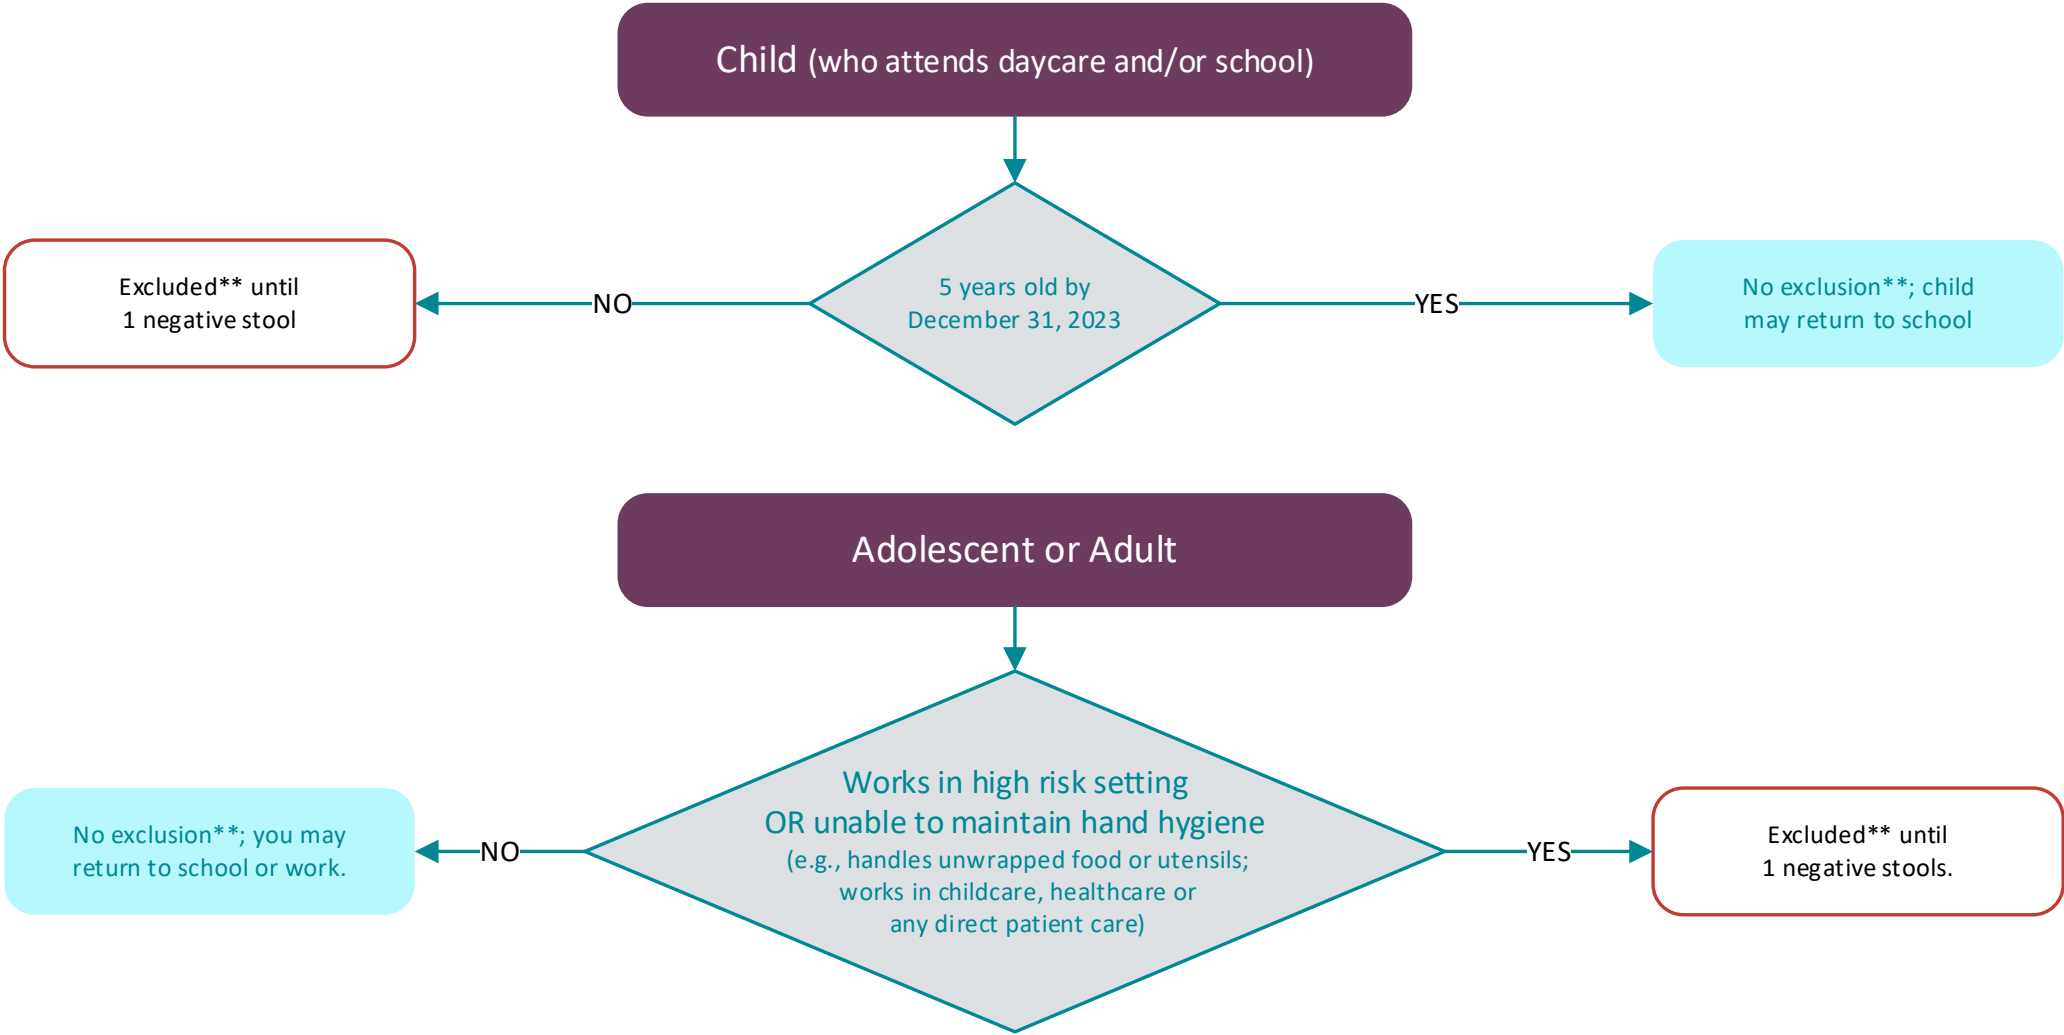 Child (who attends daycare and/or school)
5 years old by
December 31, 2023
NO
Excluded** until
1 negative stool
YES
No exclusion**; child
may return to school
Adolescent or Adult
Works in high risk setting
OR unable to maintain hand hygiene
(e.g., handles unwrapped food or utensils;
works in childcare, healthcare or
any direct patient care)
NO
No exclusion**; you may
return to school or work.
YES
Excluded** until
1 negative stools.